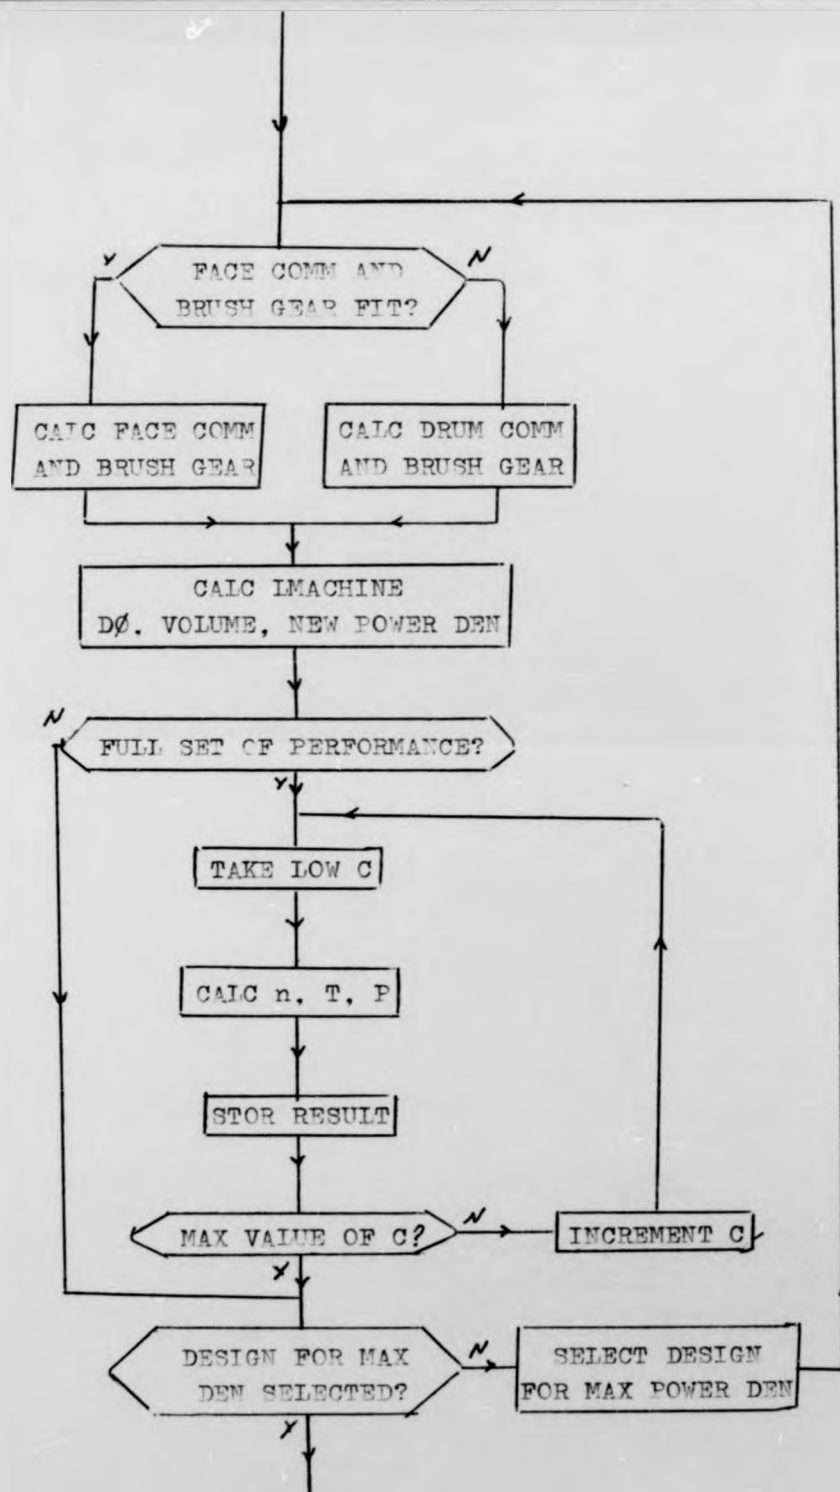 Y
N
FACE COMM AND
BRUSH GEAR FIT?
CALC FACE COMM
AND BRUSH GEAR
CALC DRUM COMM
AND BRUSH GEAR
CALC LMACHINE
DØ. VOLUME, NEW POWER DEN
N
FULL SET OF PERFORMANCE?
Y
TAKE LOW C
CALC n, T, P
STOR RESULT
MAX VALUE OF C?
N
INCREMENT C
Y
DESIGN FOR MAX
DEN SELECTED?
N
SELECT DESIGN
FOR MAX POWER DEN
Y